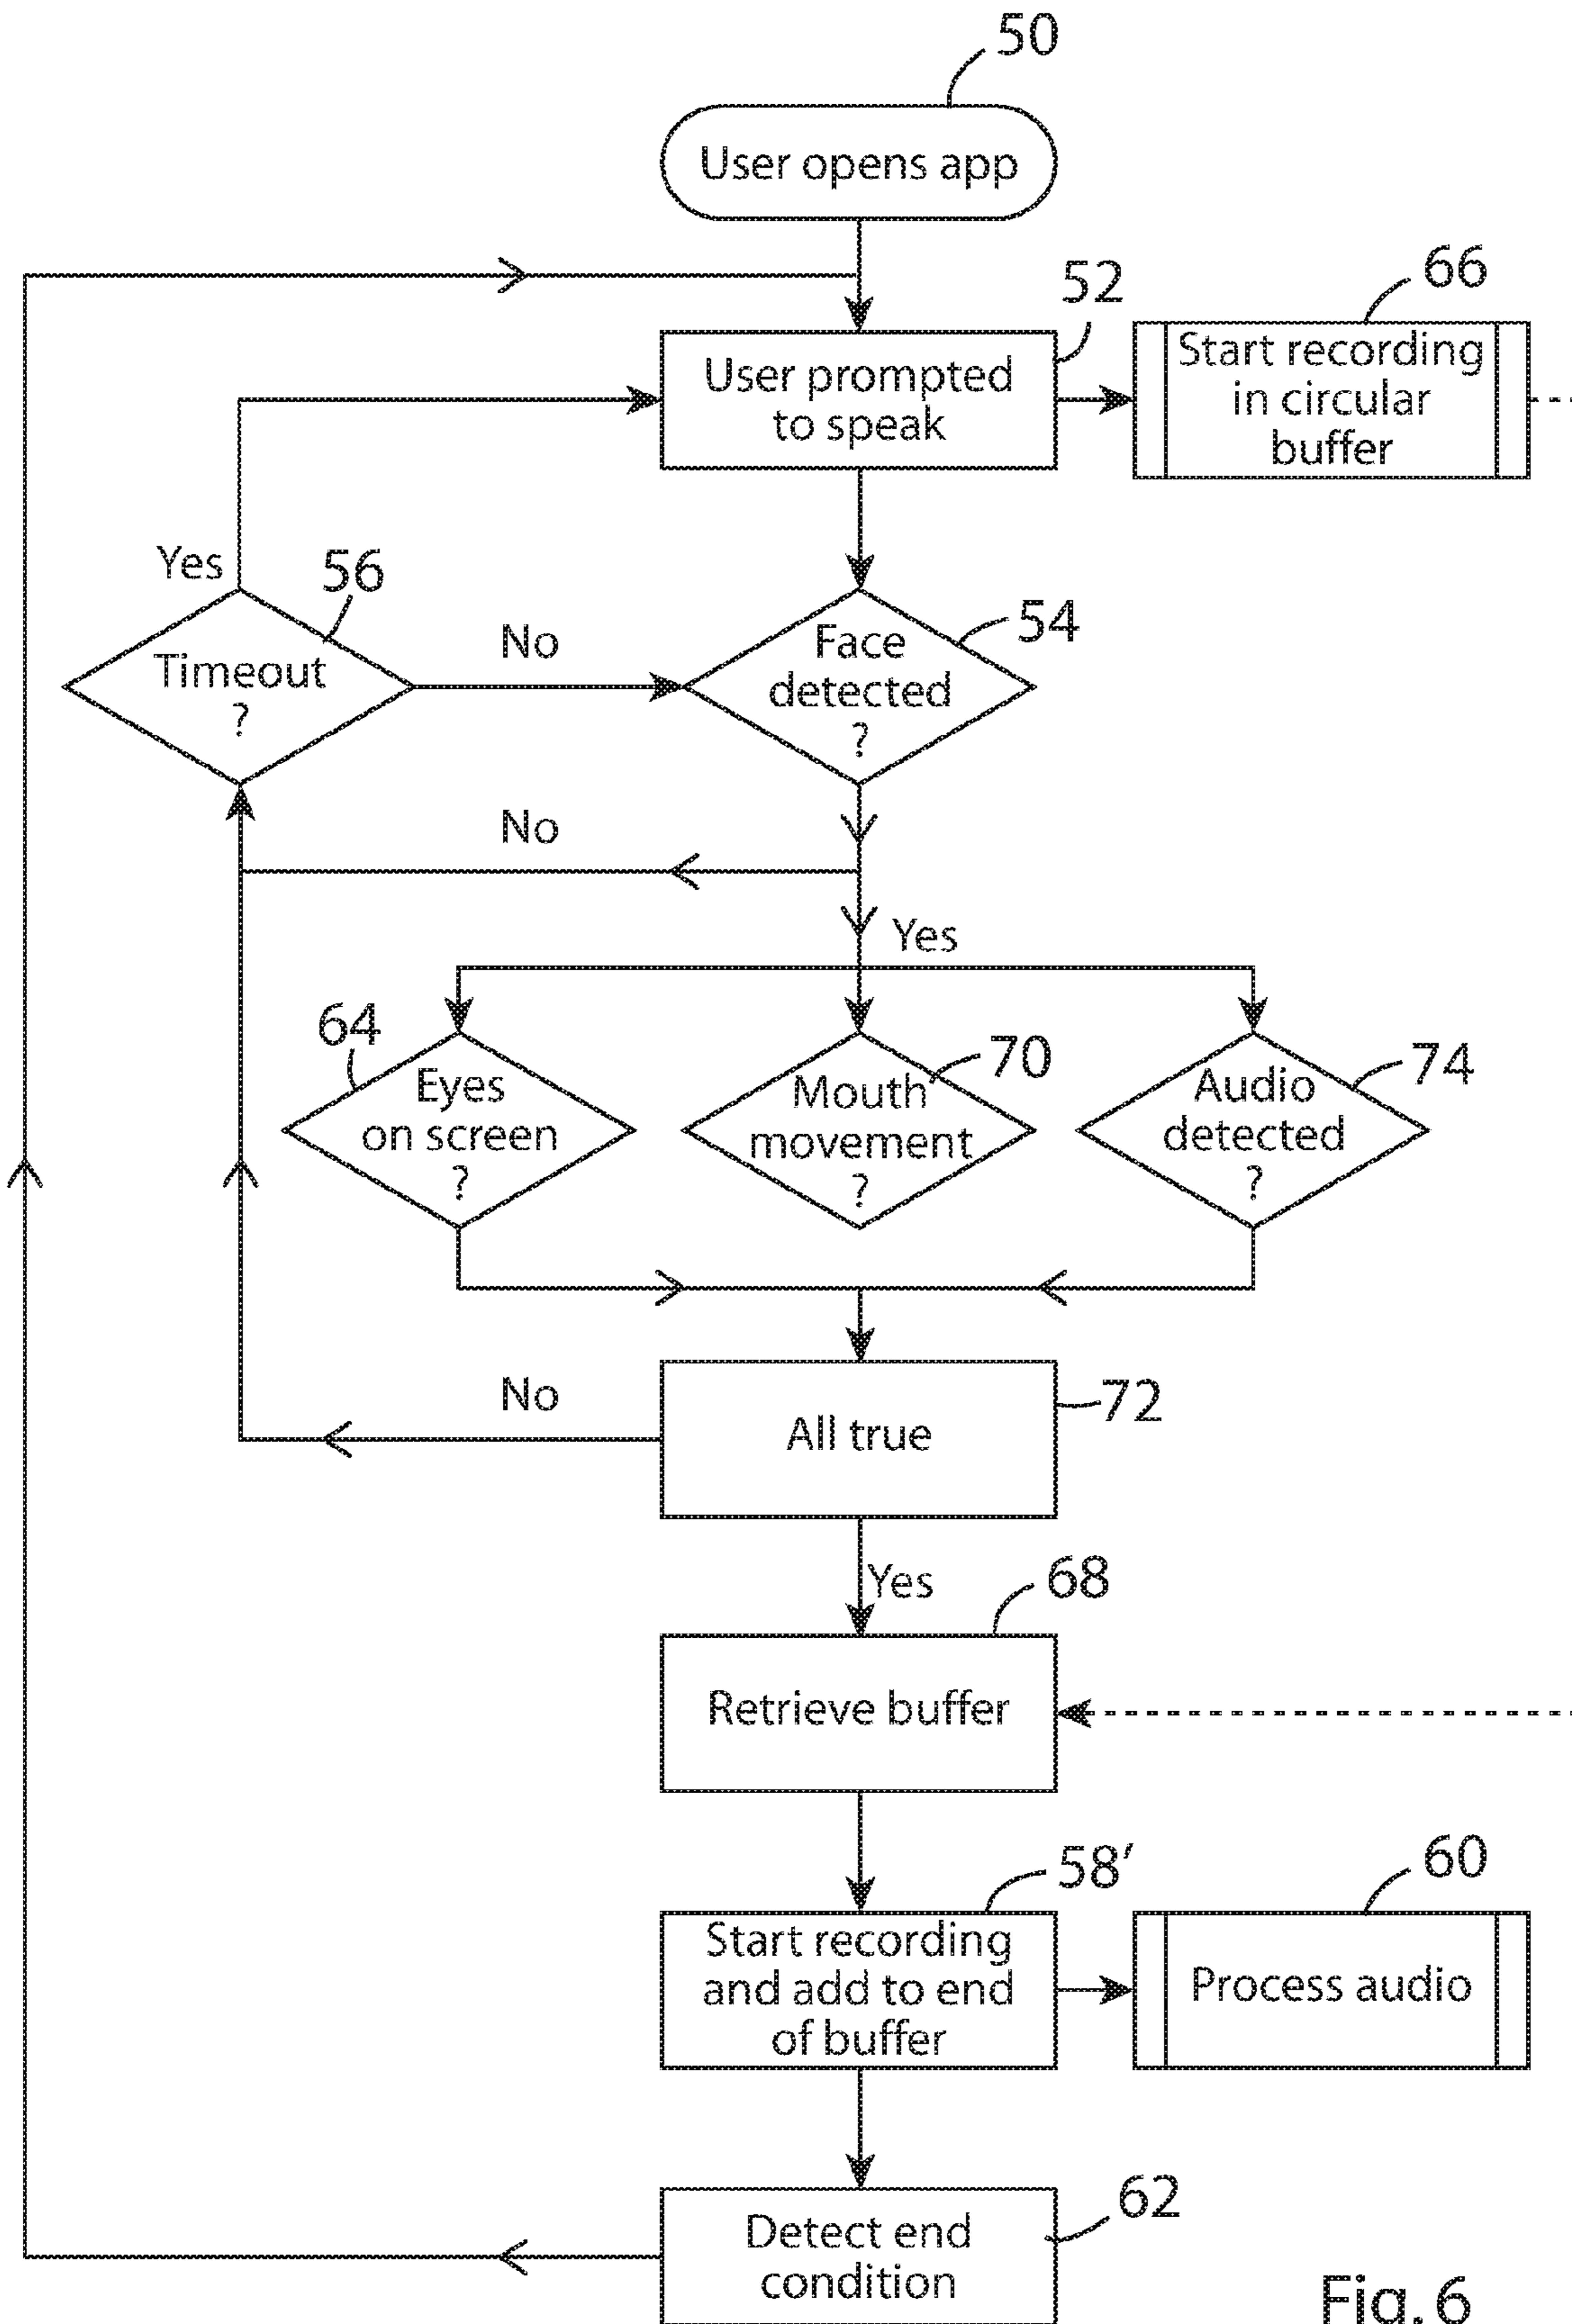 50
User opens app
52
66
User prompted
to speak
Start recording
in circular
buffer
Yes
56
No
54
Timeout
?
Face
detected
?
No
Yes
64
70
74
Eyes
on screen
?
Mouth
movement
?
Audio
detected
?
No
72
All true
Yes
68
Retrieve buffer
58'
60
Start recording
and add to end
of buffer
Process audio
62
Detect end
condition
Fig. 6